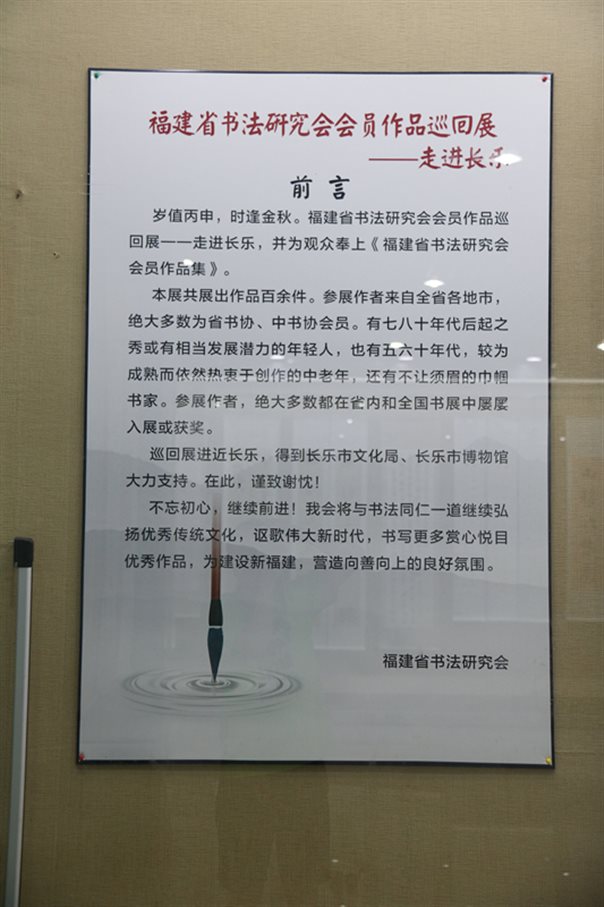 福建省书法研究会会员作品巡回展
——走进长乐
前言
岁值丙申，时逢金秋。福建省书法研究会会员作品巡
回展一一走进长乐，并为观众奉上《福建省书法研究会
会员作品集》。
本展共展出作品百余件。参展作者来自全省各地市，
绝大多数为省书协、中书协会员。有七八十年代后起之
秀或有相当发展潜力的年轻人，也有五六十年代，较为
成熟而依然热衷于创作的中老年，还有不让须眉的巾帼
书家。参展作者，绝大多数都在省内和全国书展中屡屡
入展或获奖。
巡回展进近长乐，得到长乐市文化局、长乐市博物馆
大力支持。在此，谨致谢忱！
不忘初心，继续前进！我会将与书法同仁一道继续弘
扬优秀传统文化，讴歌伟大新时代，书写更多赏心悦目
优秀作品，为建设新福建，营造向善向上的良好氛围。
福建省书法研究会